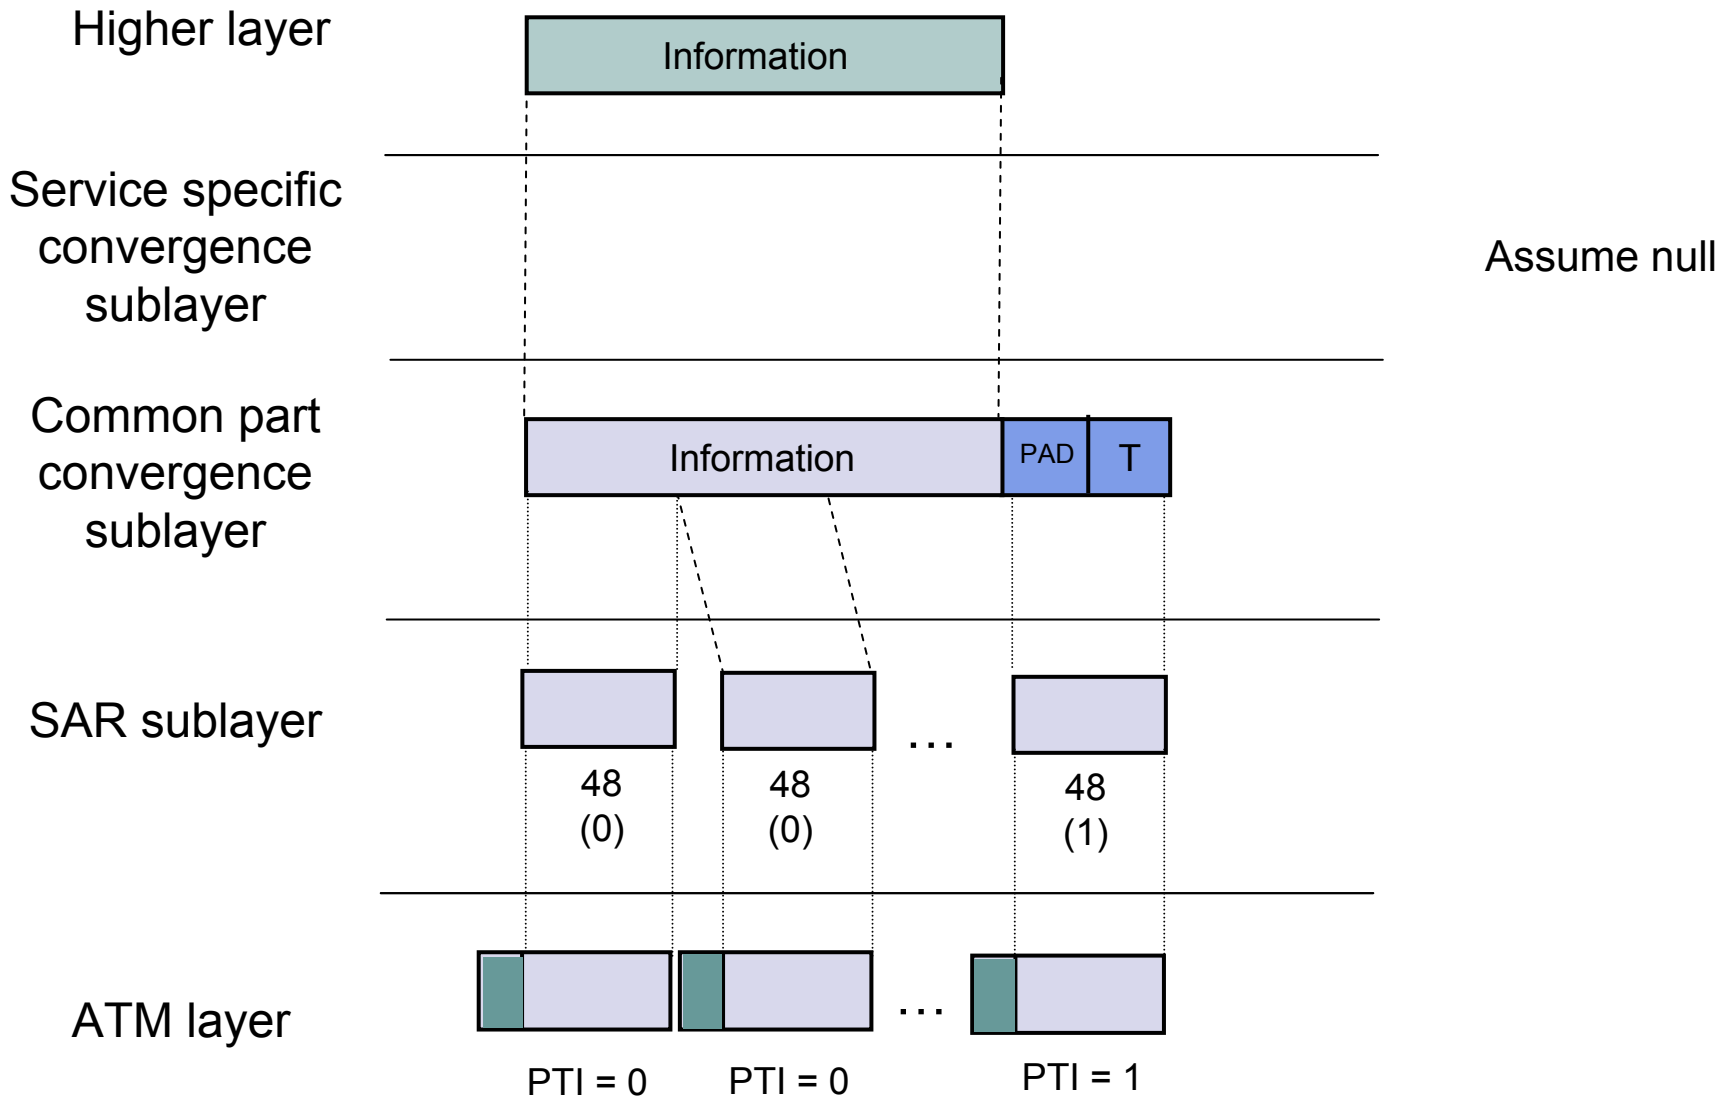 Higher layer
Information
Service specific
convergence
sublayer
Assume null
Common part
convergence
sublayer
Information
PAD
T
SAR sublayer
...
48
(0)
48
(0)
48
(1)
ATM layer
...
PTI = 0
PTI = 0
PTI = 1